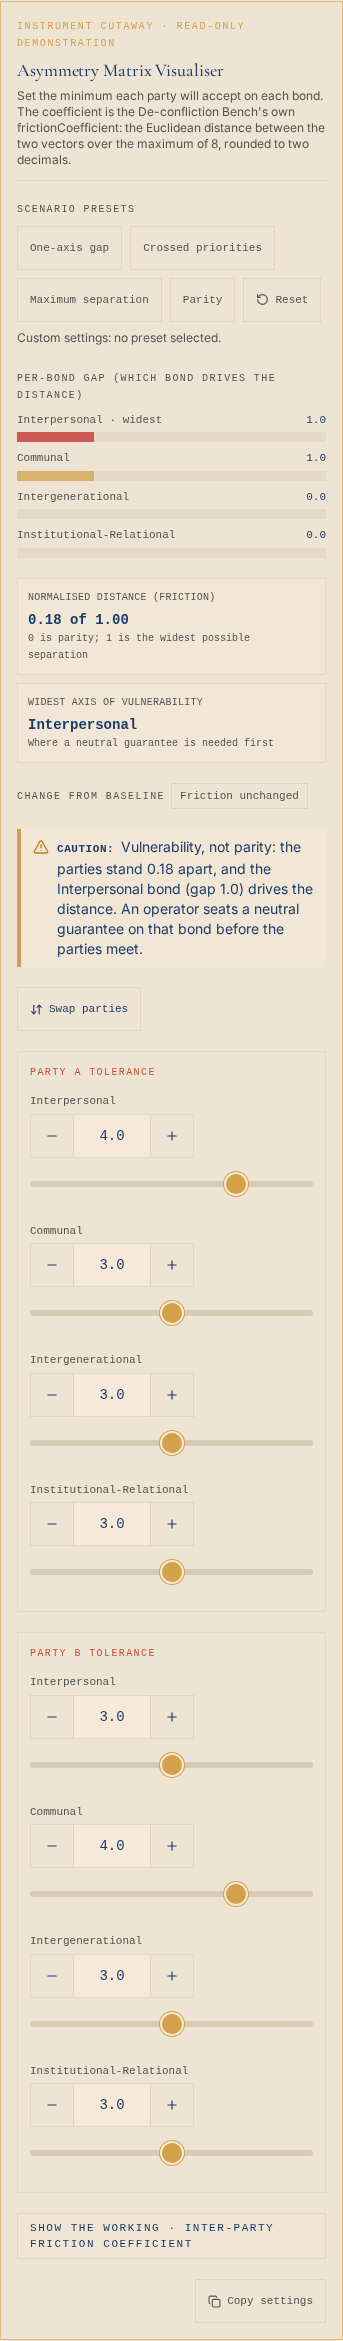 INSTRUMENT CUTAWAY · READ-ONLY
DEMONSTRATION
Asymmetry Matrix Visualiser
Set the minimum each party will accept on each bond.
The coefficient is the De-confliction Bench's own
frictionCoefficient: the Euclidean distance between the
two vectors over the maximum of 8, rounded to two
decimals.
SCENARIO PRESETS
One-axis gap
Crossed priorities
Maximum separation
Parity
Reset
Custom settings: no preset selected.
PER-BOND GAP (WHICH BOND DRIVES THE
DISTANCE)
Interpersonal · widest 1.0
Communal 1.0
Intergenerational 0.0
Institutional-Relational 0.0
NORMALISED DISTANCE (FRICTION)
0.18 of 1.00
0 is parity; 1 is the widest possible
separation
WIDEST AXIS OF VULNERABILITY
Interpersonal
Where a neutral guarantee is needed first
CHANGE FROM BASELINE Friction unchanged
CAUTION: Vulnerability, not parity: the
parties stand 0.18 apart, and the
Interpersonal bond (gap 1.0) drives the
distance. An operator seats a neutral
guarantee on that bond before the
parties meet.
Swap parties
PARTY A TOLERANCE
Interpersonal
− 4.0 +
Communal
− 3.0 +
Intergenerational
− 3.0 +
Institutional-Relational
− 3.0 +
PARTY B TOLERANCE
Interpersonal
− 3.0 +
Communal
− 4.0 +
Intergenerational
− 3.0 +
Institutional-Relational
− 3.0 +
SHOW THE WORKING · INTER-PARTY
FRICTION COEFFICIENT
Copy settings